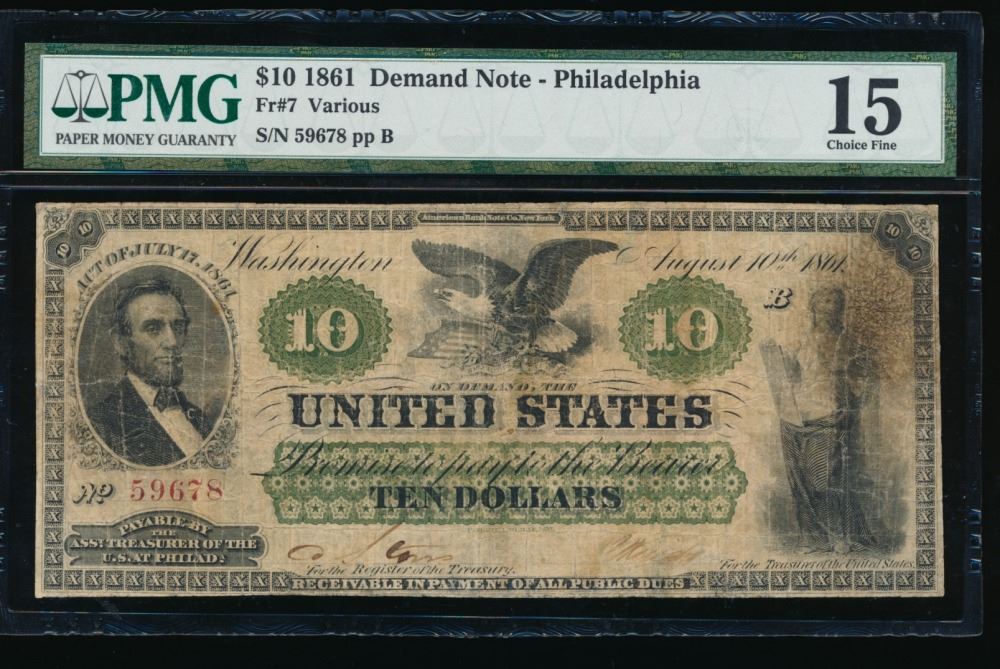 PMG
PAPER MONEY GUARANTY
$10 1861 Demand Note - Philadelphia
Fr#7 Various
S/N 59678 pp B
15
Choice Fine
American Bank Note Co. New York
10 10
10 10
ACT OF JULY 17, 1861
Washington
August 10th 1861.
B
10
10
ON DEMAND, THE
UNITED STATES
Promise to pay to the Bearer
TEN DOLLARS
No 59678
PAYABLE BY
THE
ASST TREASURER OF THE
U.S. AT PHILADA.
For the Register of the Treasury.
For the Treasurer of the United States.
RECEIVABLE IN PAYMENT OF ALL PUBLIC DUES